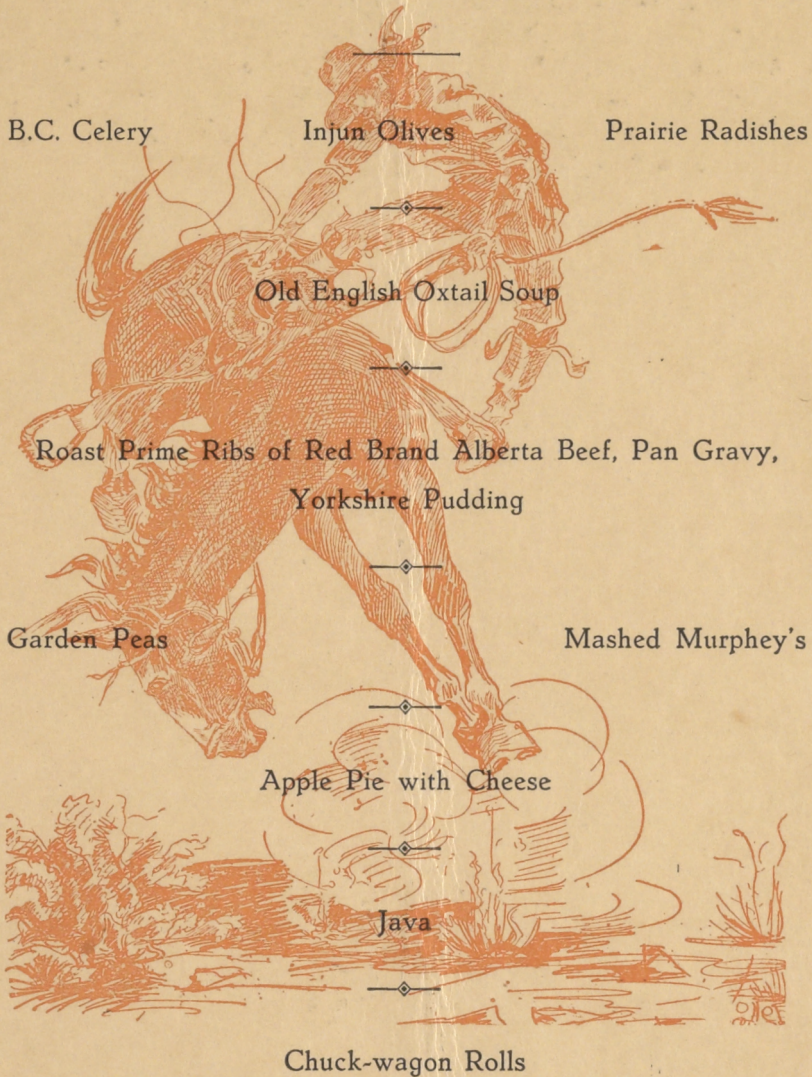 B.C. Celery Injun Olives Prairie Radishes
Old English Oxtail Soup
Roast Prime Ribs of Red Brand Alberta Beef, Pan Gravy,
Yorkshire Pudding
Garden Peas Mashed Murphey's
Apple Pie with Cheese
Java
Chuck-wagon Rolls